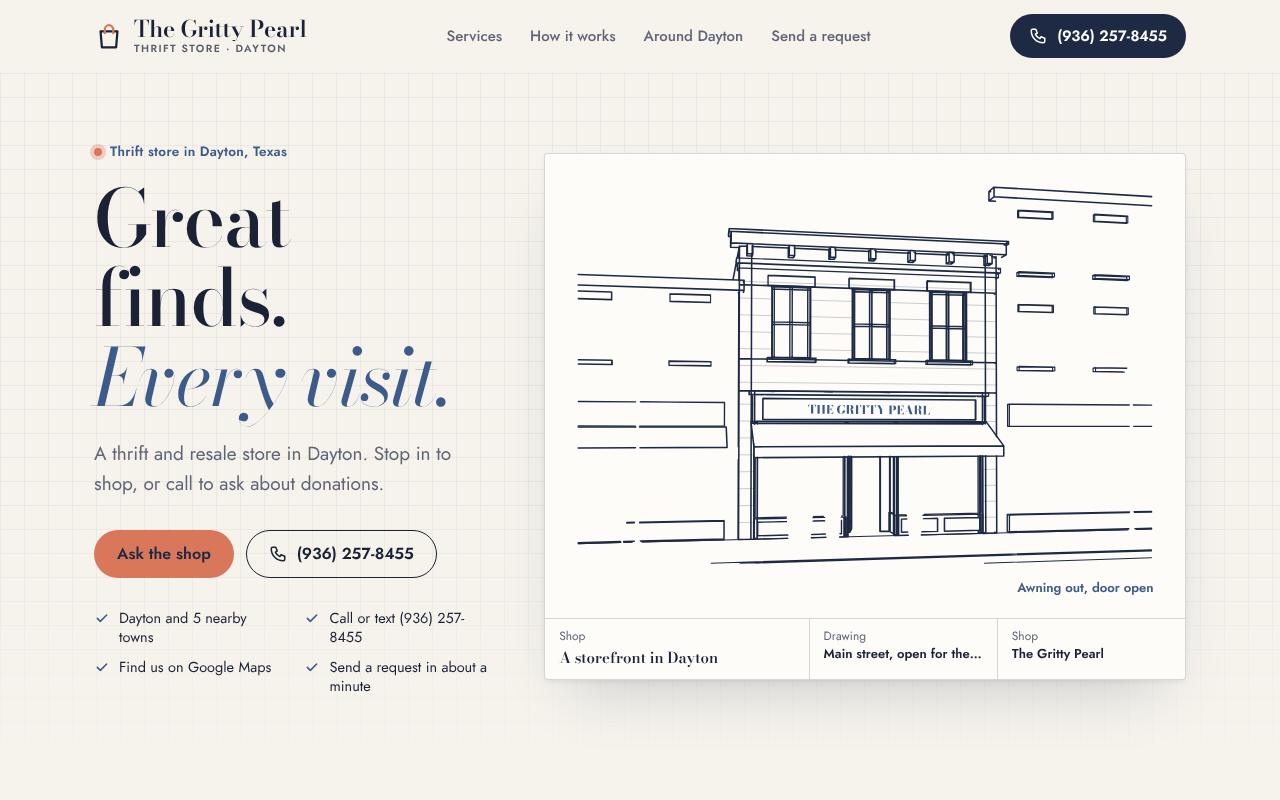 The Gritty Pearl
THRIFT STORE · DAYTON
Services
How it works
Around Dayton
Send a request
(936) 257-8455
Thrift store in Dayton, Texas
Great
finds.
Every visit.
A thrift and resale store in Dayton. Stop in to
shop, or call to ask about donations.
Ask the shop
(936) 257-8455
Dayton and 5 nearby
towns
Call or text (936) 257-
8455
Find us on Google Maps
Send a request in about a
minute
THE GRITTY PEARL
Awning out, door open
Shop
A storefront in Dayton
Drawing
Main street, open for the...
Shop
The Gritty Pearl